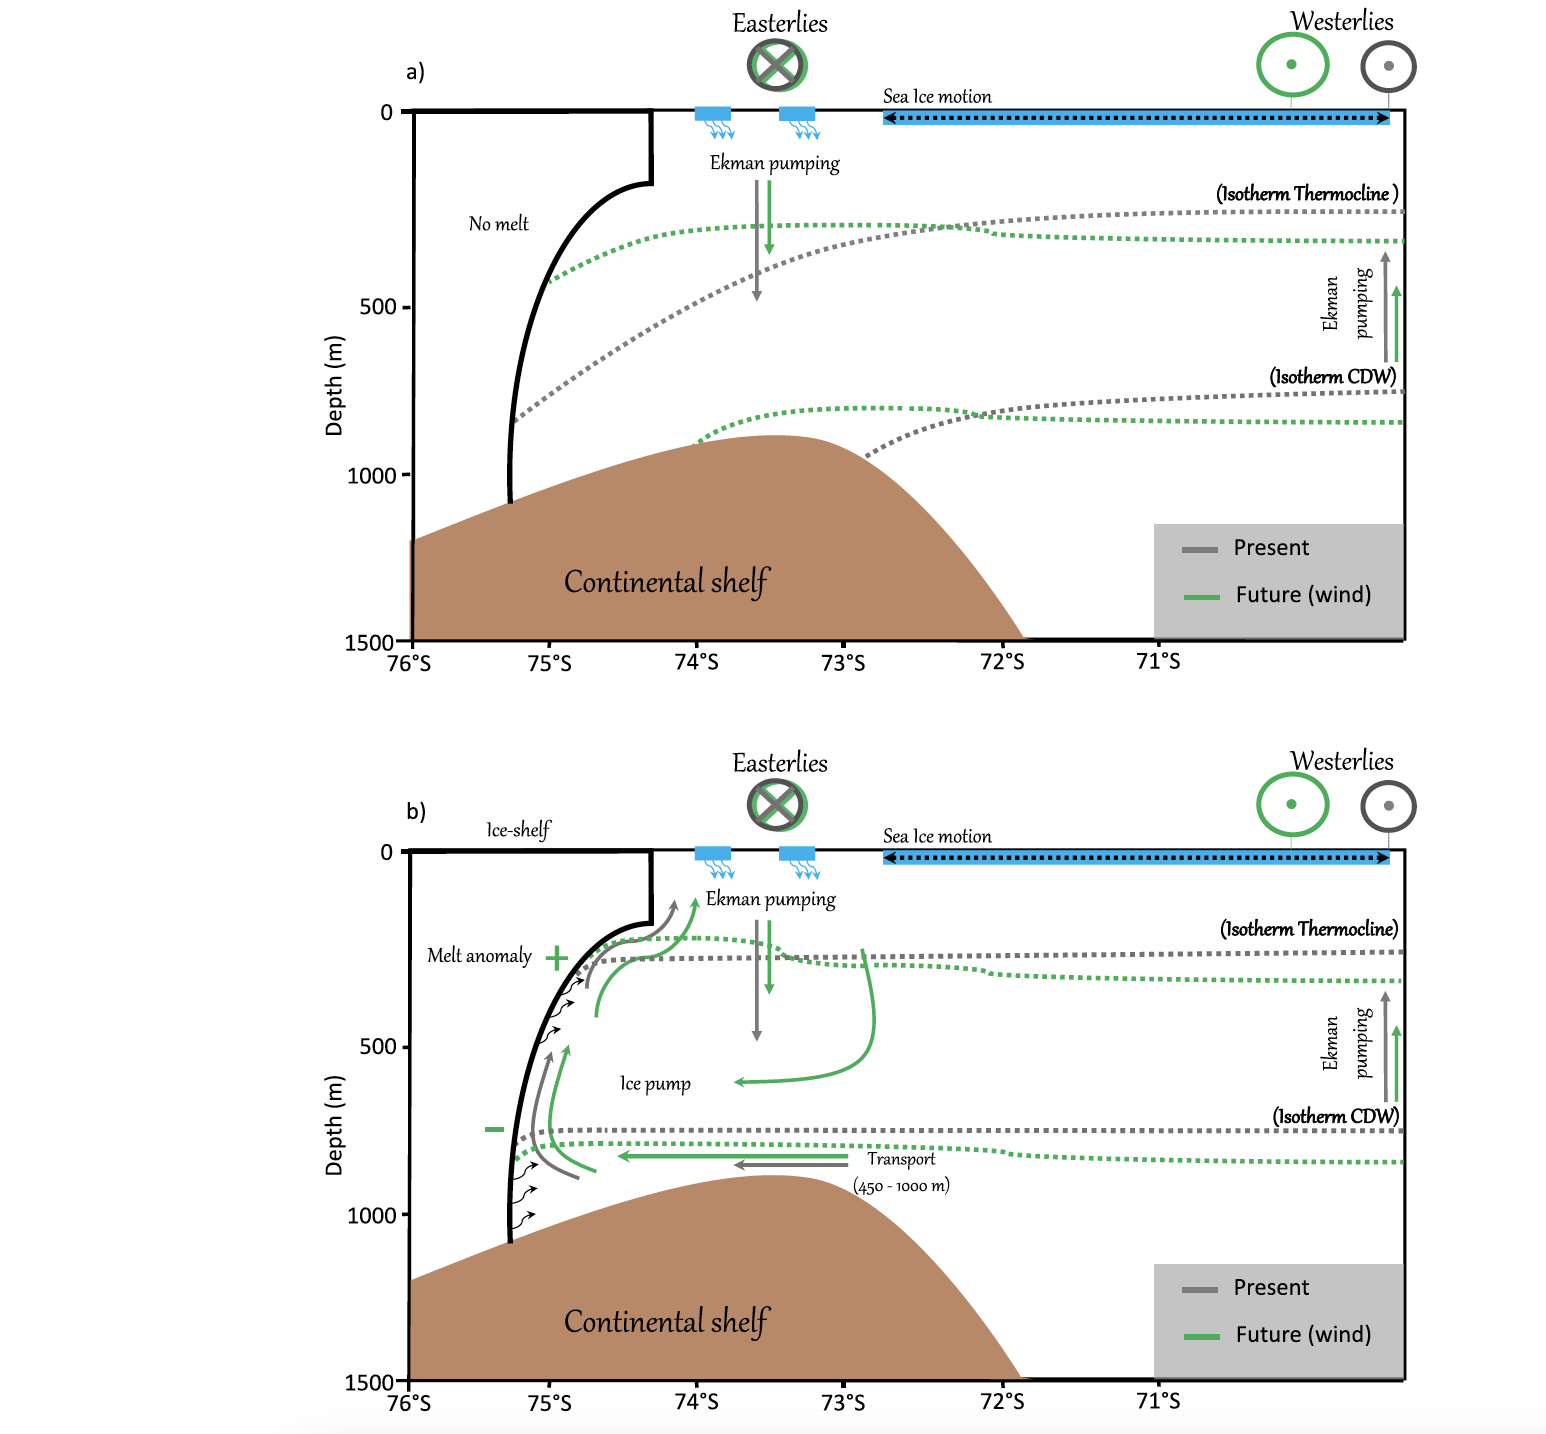 Easterlies
Westerlies
a)
Sea Ice motion
0
Ekman pumping
(Isotherm Thermocline )
No melt
500
Ekman
pumping
(Isotherm CDW)
Depth (m)
1000
Present
Continental shelf
Future (wind)
1500
76°S 75°S 74°S 73°S 72°S 71°S
Easterlies
Westerlies
b)
Ice-shelf
Sea Ice motion
0
Ekman pumping
(Isotherm Thermocline)
Melt anomaly +
500
Ekman
pumping
Ice pump
(Isotherm CDW)
−
Depth (m)
Transport
(450 - 1000 m)
1000
Present
Continental shelf
Future (wind)
1500
76°S 75°S 74°S 73°S 72°S 71°S